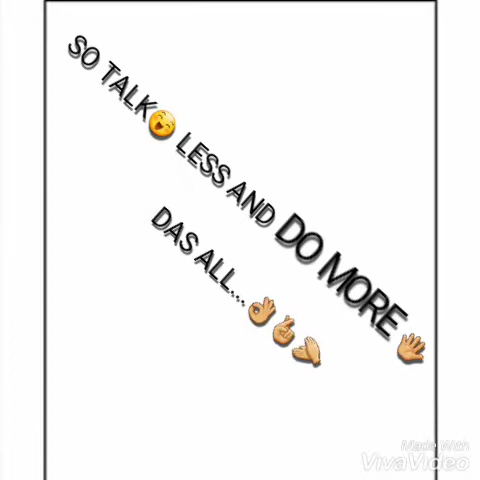 SO TALK😄 LESS AND DO MORE 👋
DAS ALL... 👌🤞👏
Made With
VivaVideo